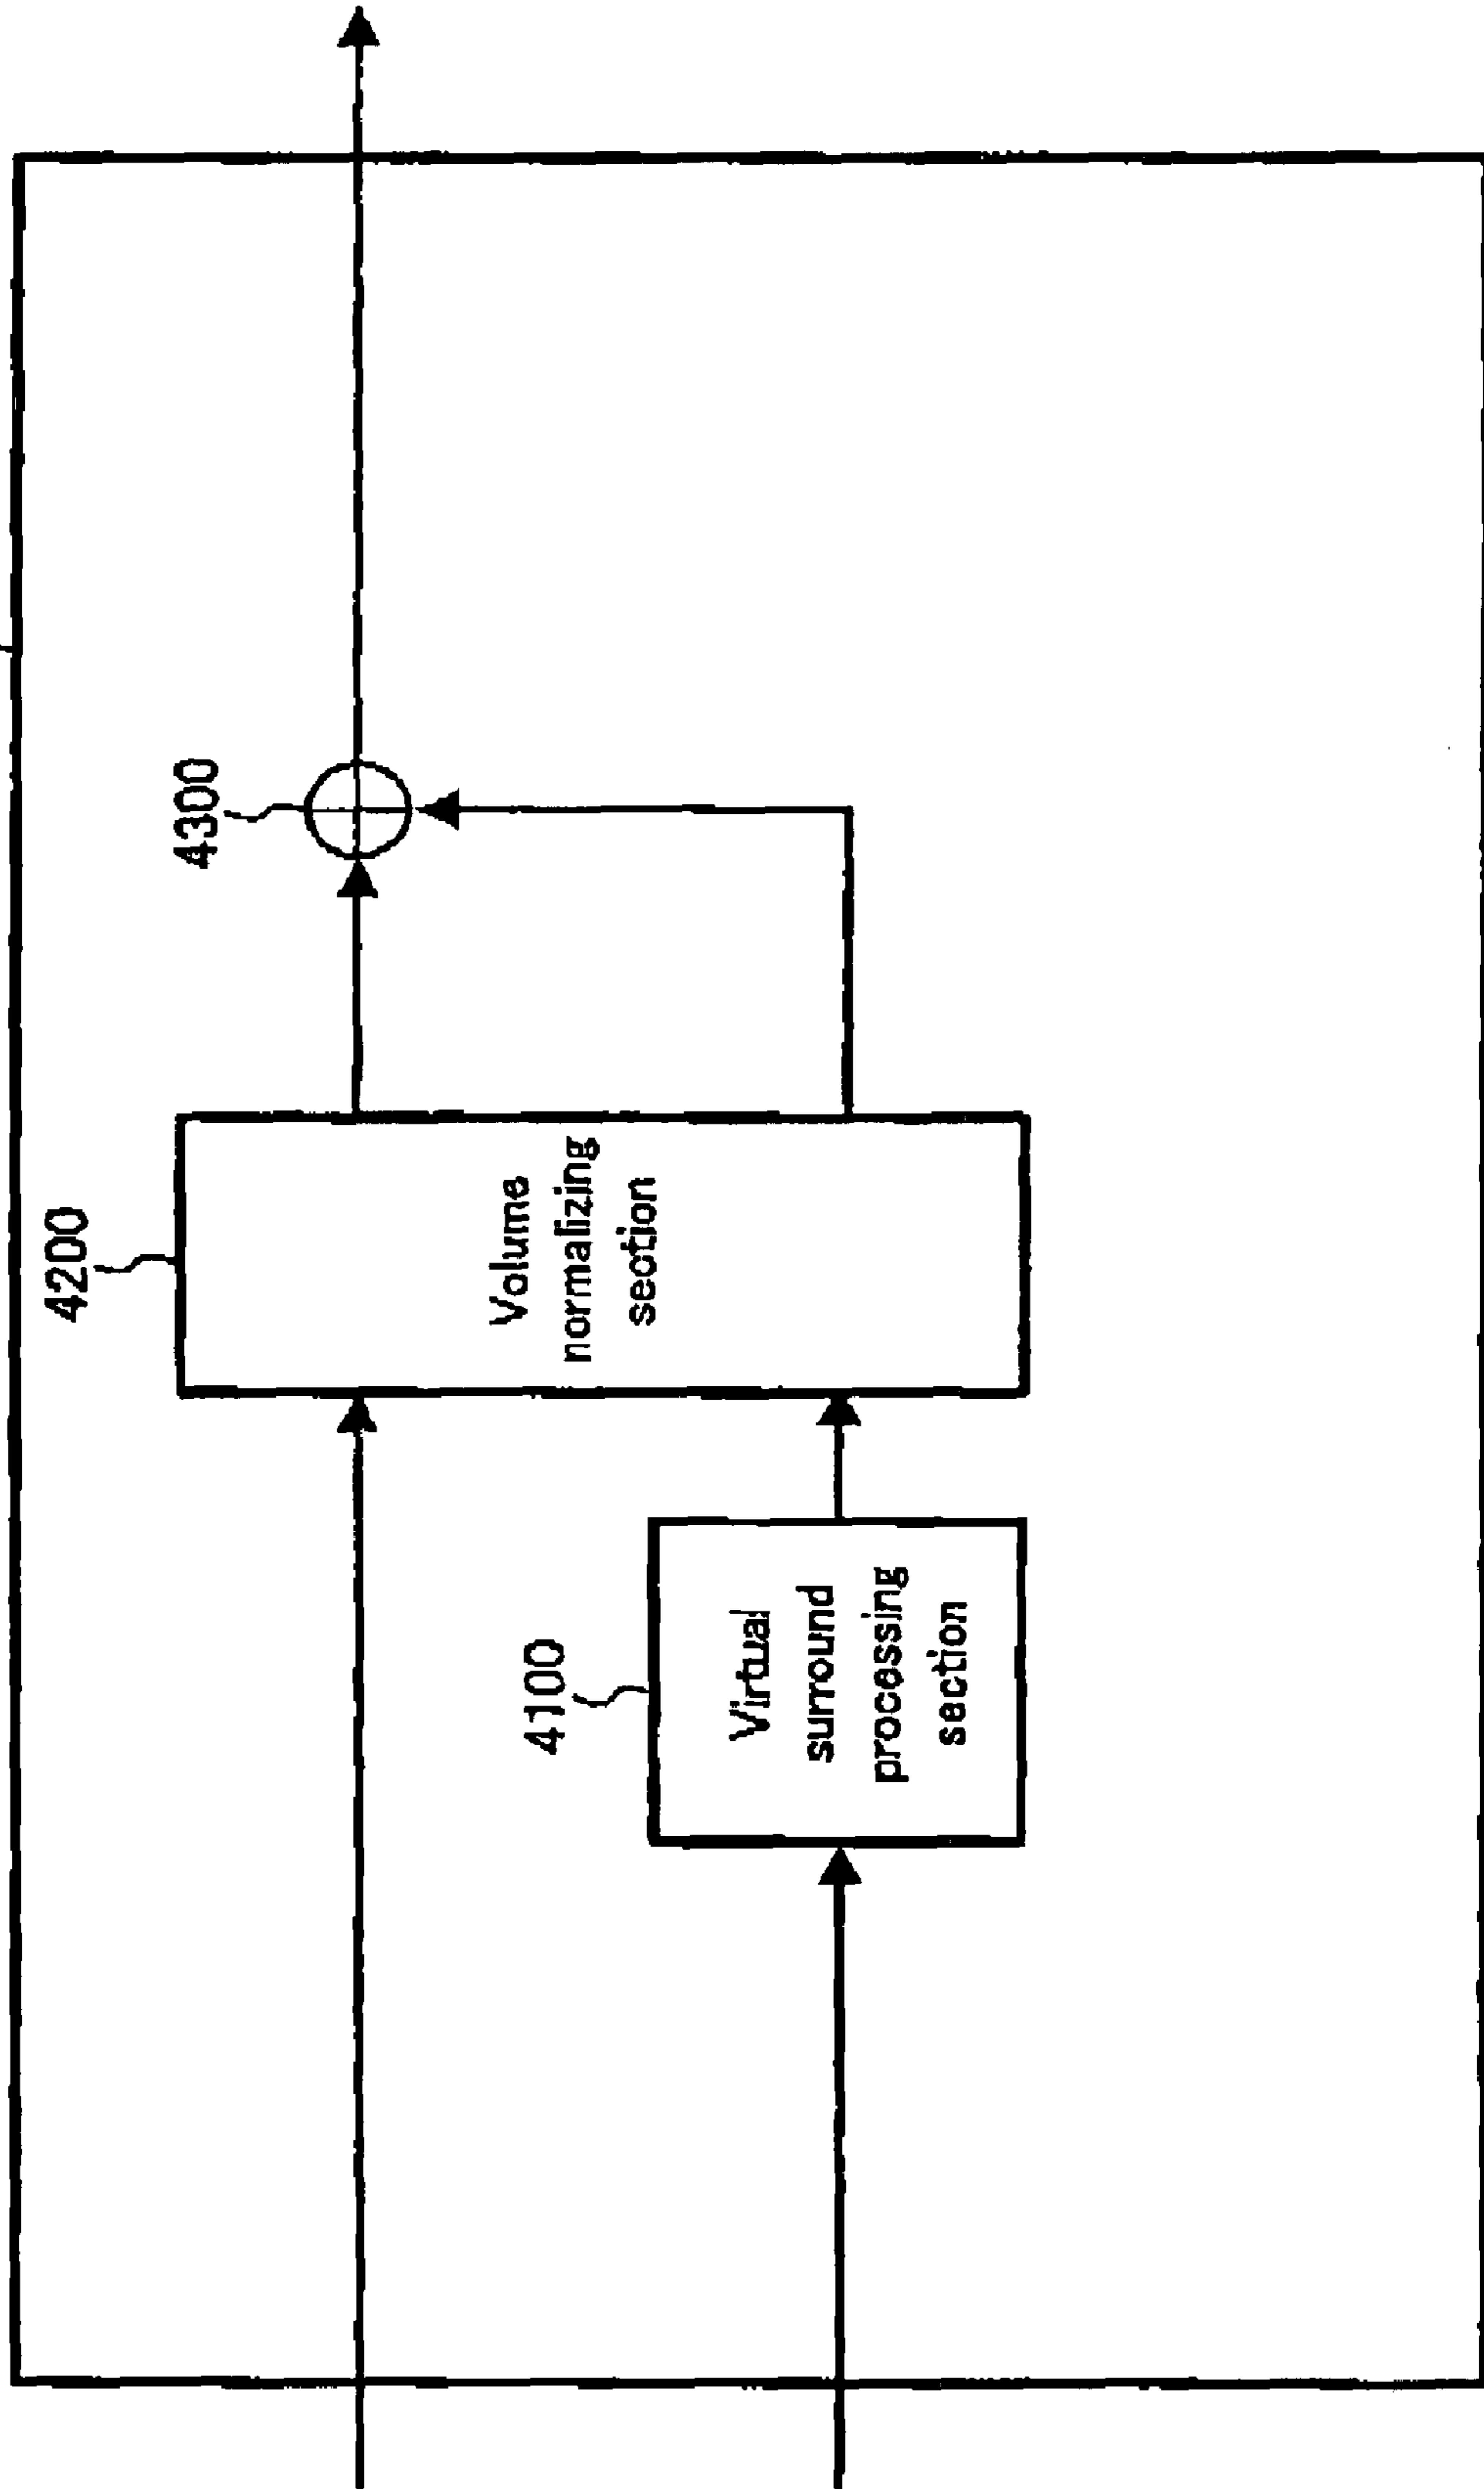 4300
4200
Volume
normalizing
section
4100
Virtual
surround
processing
section